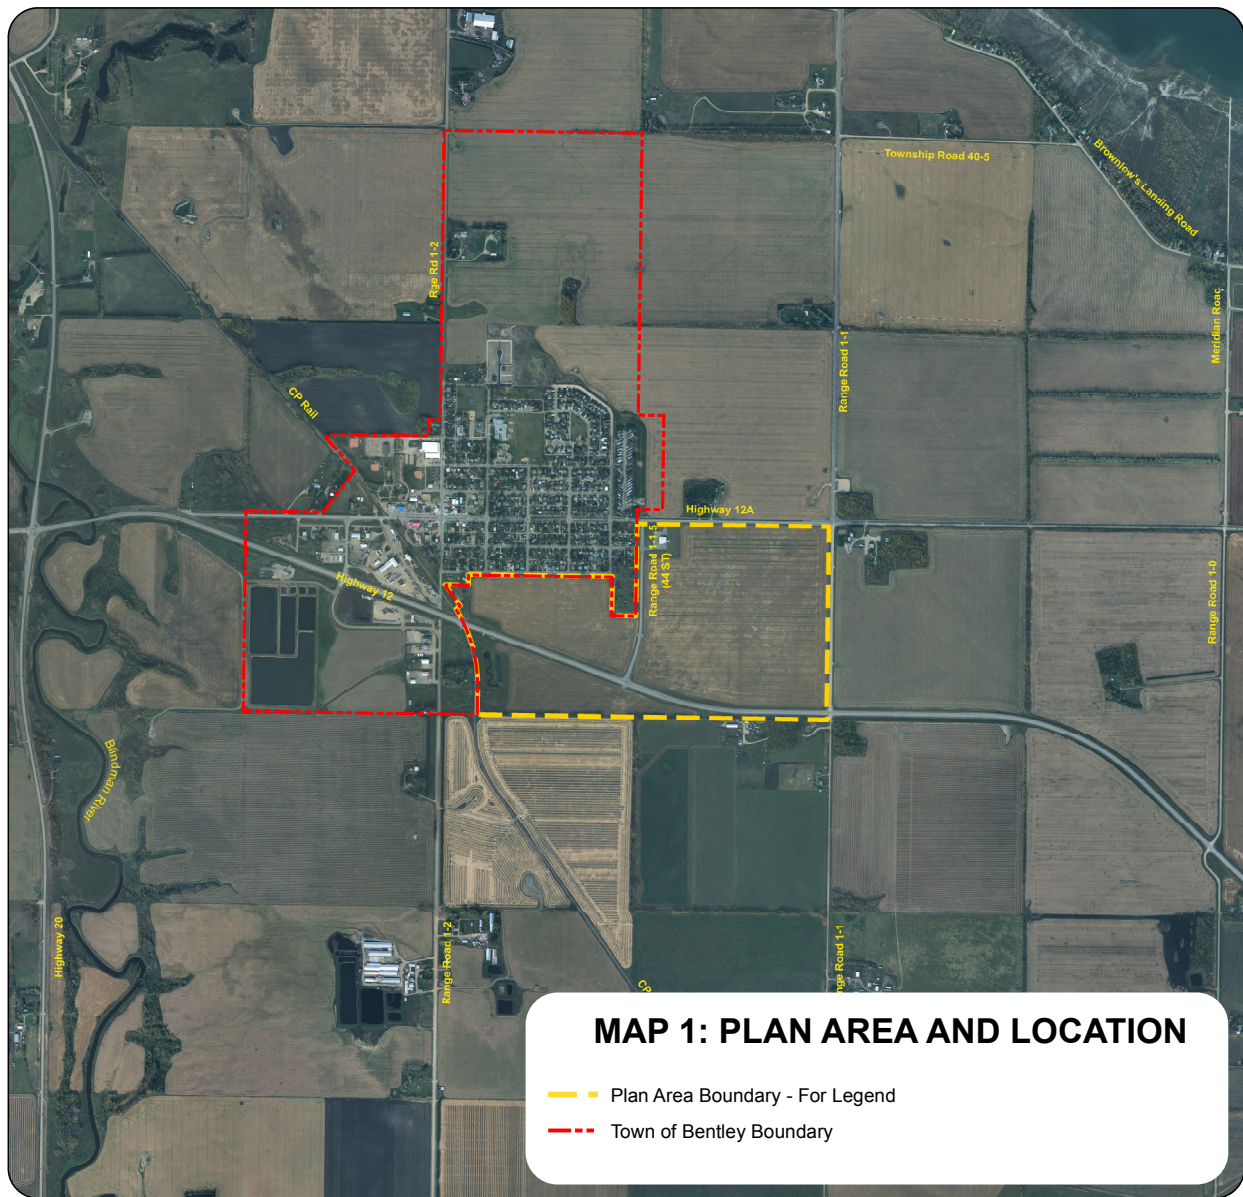 Township Road 40-5
Brownlow's Landing Road
Rge Rd 1-2
Meridian Road
Range Road 1-1
CP Rail
Highway 12A
Range Road 1-1.5
(44 ST)
Highway 12
Range Road 1-0
Blindman River
Highway 20
Range Road 1-2
nge Road 1-1
CP
MAP 1: PLAN AREA AND LOCATION
Plan Area Boundary - For Legend
Town of Bentley Boundary